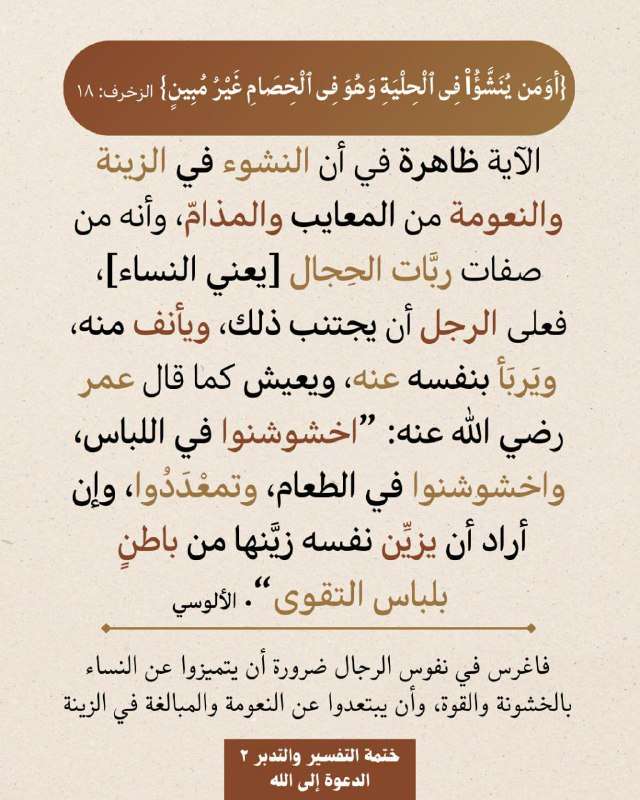 {أَوَمَن يُنَشَّؤُاْ فِى ٱلْحِلْيَةِ وَهُوَ فِى ٱلْخِصَامِ غَيْرُ مُبِينٍ} الزخرف: ١٨
الآية ظاهرة في أن النشوء في الزينة
والنعومة من المعايب والمذامّ، وأنه من
صفات ربَّات الحِجال [يعني النساء]،
فعلى الرجل أن يجتنب ذلك، ويأنف منه،
ويَربَأ بنفسه عنه، ويعيش كما قال عمر
رضي الله عنه: ”اخشوشنوا في اللباس،
واخشوشنوا في الطعام، وتمعْدَدُوا، وإن
أراد أن يزيِّن نفسه زيَّنها من باطنٍ
بلباس التقوى“. الألوسي
فاغرس في نفوس الرجال ضرورة أن يتميزوا عن النساء
بالخشونة والقوة، وأن يبتعدوا عن النعومة والمبالغة في الزينة
ختمة التفسير والتدبر ٢
الدعوة إلى الله